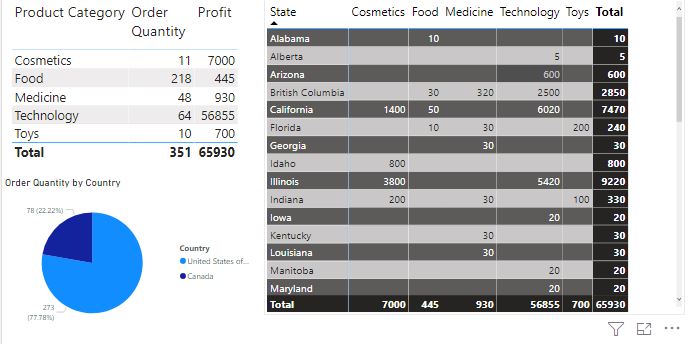 Product Category Order Quantity Profit
Cosmetics 11 7000
Food 218 445
Medicine 48 930
Technology 64 56855
Toys 10 700
Total 351 65930
Order Quantity by Country
78 (22.22%)
273
(77.78%)
Country
United States of...
Canada
State Cosmetics Food Medicine Technology Toys Total
Alabama 10 10
Alberta 5 5
Arizona 600 600
British Columbia 30 320 2500 2850
California 1400 50 6020 7470
Florida 10 30 200 240
Georgia 30 30
Idaho 800 800
Illinois 3800 5420 9220
Indiana 200 30 100 330
Iowa 20 20
Kentucky 30 30
Louisiana 30 30
Manitoba 20 20
Maryland 20 20
Total 7000 445 930 56855 700 65930